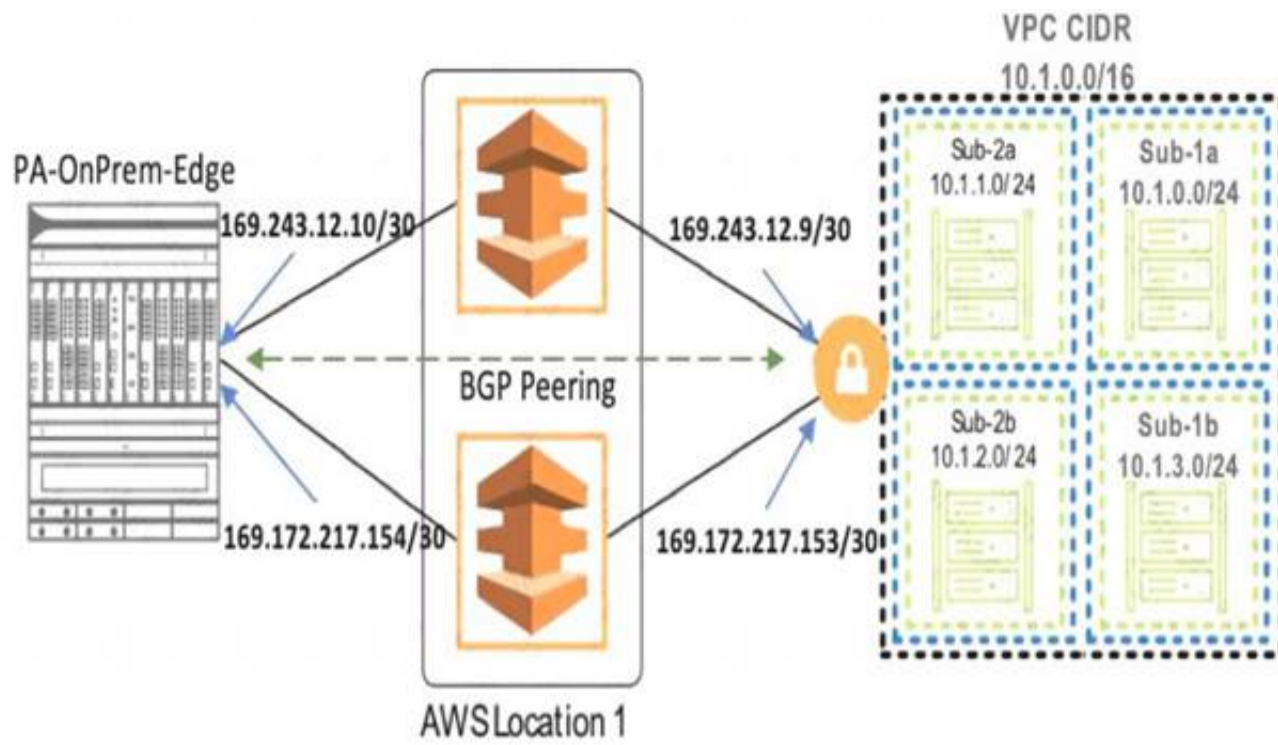 VPC CIDR
10.1.0.0/16
PA-OnPrem-Edge
169.243.12.10/30
169.243.12.9/30
Sub-2a
10.1.1.0/ 24
Sub-1a
10.1.0.0/24
BGP Peering
Sub-2b
10.1.2.0/ 24
Sub-1b
10.1.3.0/24
169.172.217.154/30
169.172.217.153/30
AWS Location 1